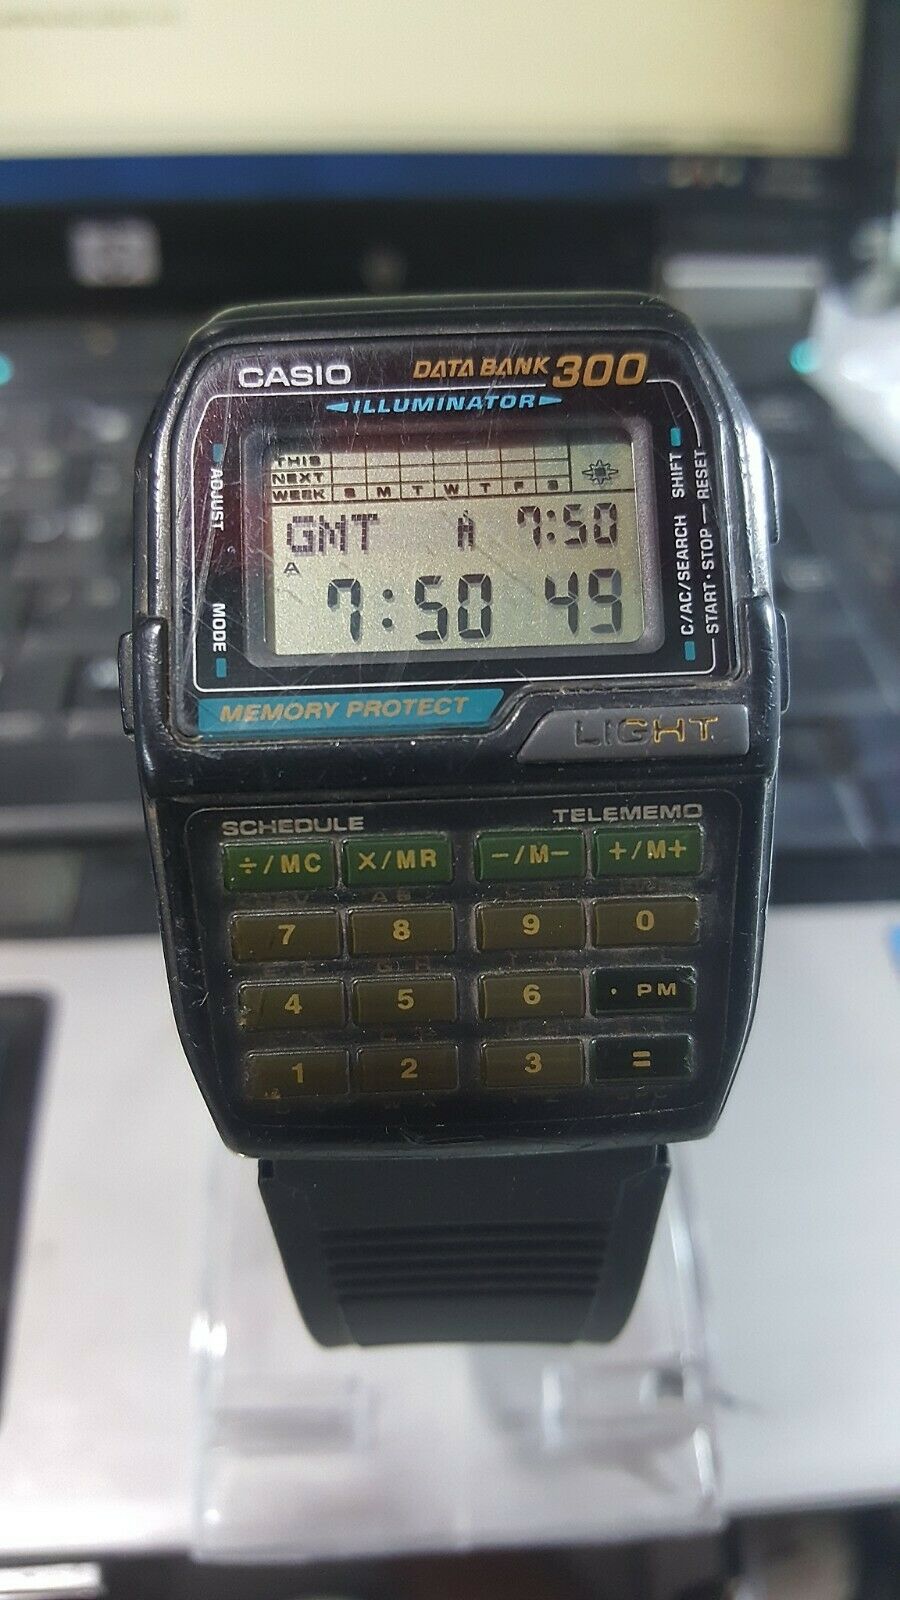 CASIO DATA BANK 300
ILLUMINATOR
ADJUST
MODE
SHIFT
C/AC/SEARCH
START·STOP — RESET
THIS
NEXT
WEEK S M T W T F S
GMT A 7:50
A
7:50 49
MEMORY PROTECT
LIGHT
SCHEDULE TELEMEMO
÷/MC X/MR -/M- +/M+
7 8 9 0
4 5 6 . PM
1 2 3 =